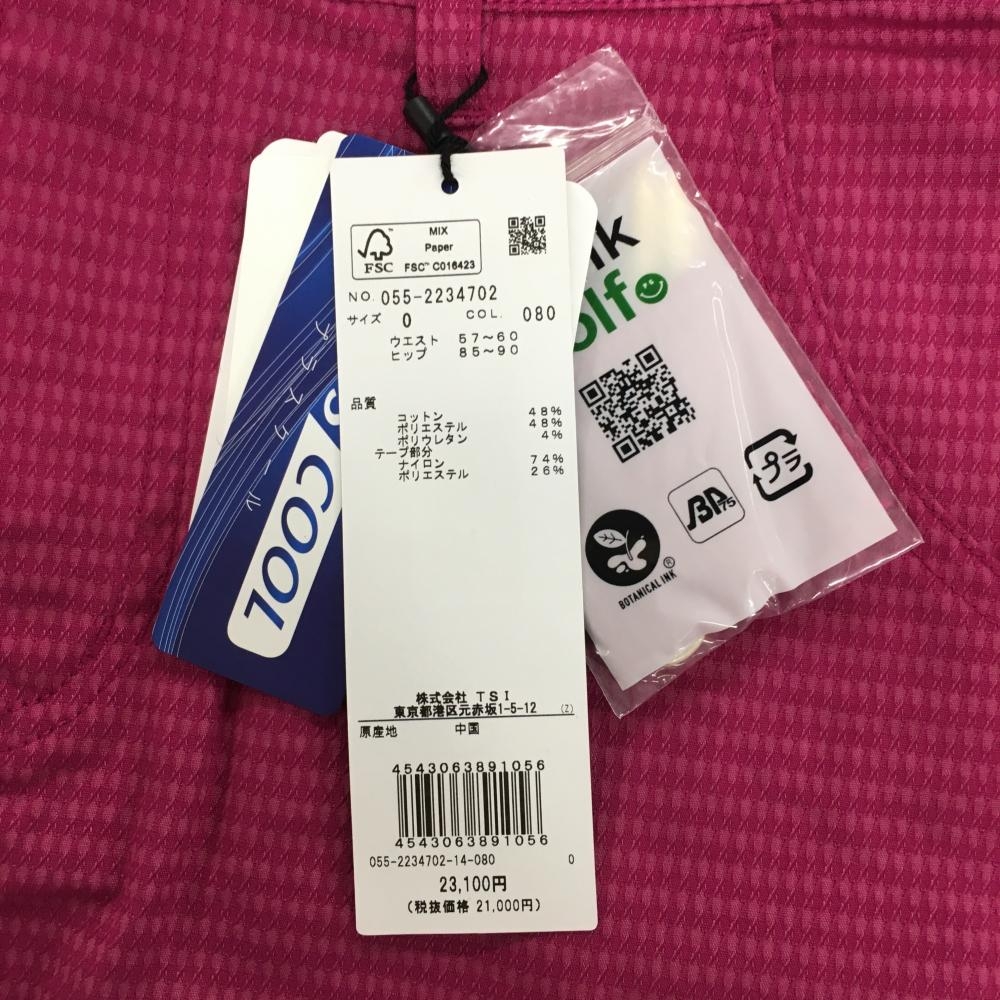 MIX
Paper
FSC
FSC™ C016423
NO. 055-2234702
サイズ 0 COL. 080
ウエスト 57～60
ヒップ 85～90
品質
コットン 48%
ポリエステル 48%
ポリウレタン 4%
テープ部分
ナイロン 74%
ポリエステル 26%
株式会社 TSI
東京都港区元赤坂1-5-12 (Z)
原産地 中国
4543063891056
4543063891056
055-2234702-14-080 0
23,100円
(税抜価格 21,000円)
COOL
olf
プラ
BP75
BOTANICAL INK®